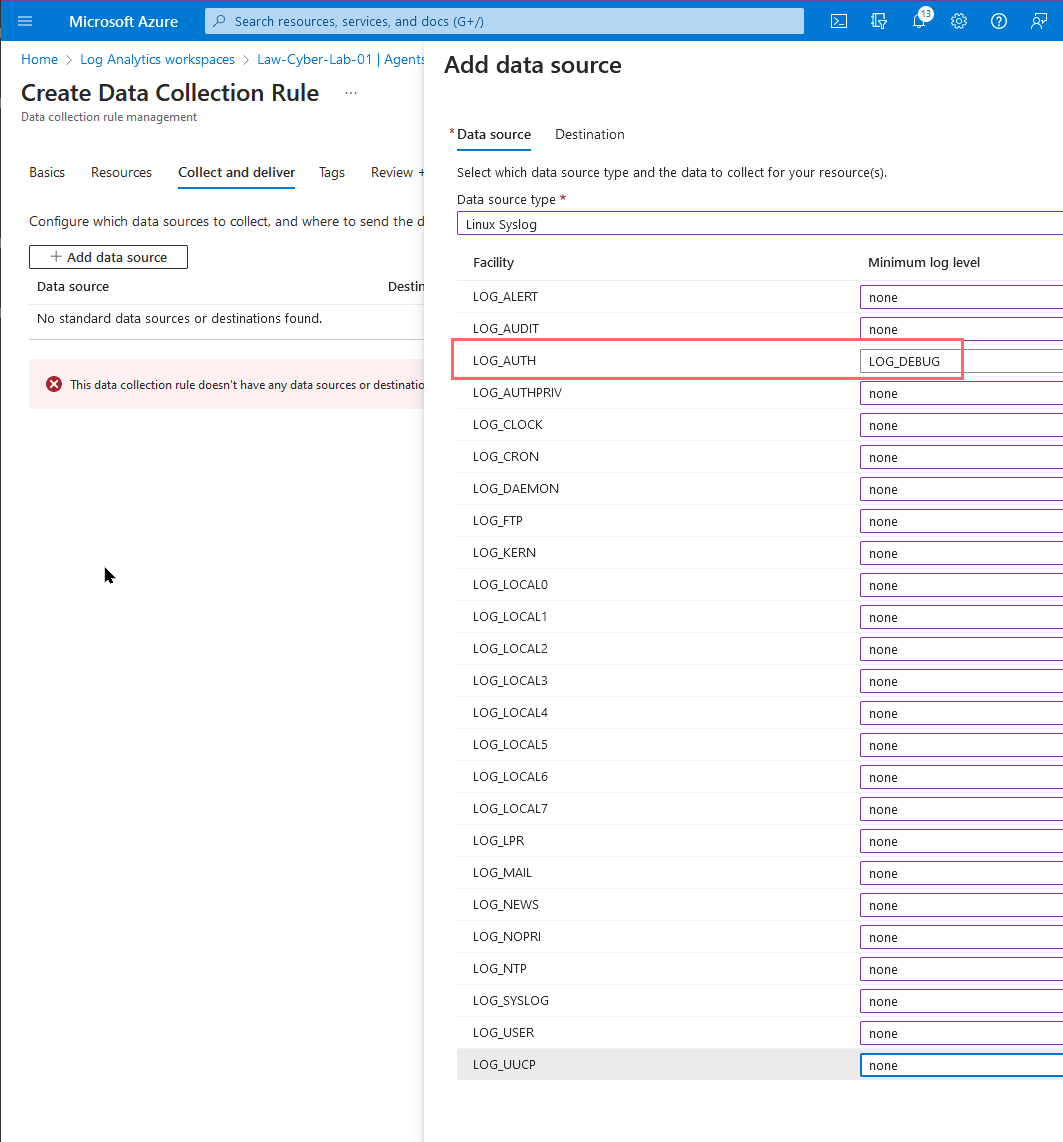 Microsoft Azure
Search resources, services, and docs (G+/)
13
Home > Log Analytics workspaces > Law-Cyber-Lab-01 | Agents
Create Data Collection Rule ...
Data collection rule management
Basics Resources Collect and deliver Tags Review +
Configure which data sources to collect, and where to send the d
+ Add data source
Data source Destin
No standard data sources or destinations found.
This data collection rule doesn't have any data sources or destinatio
Add data source
* Data source Destination
Select which data source type and the data to collect for your resource(s).
Data source type *
Linux Syslog
Facility Minimum log level
LOG_ALERT none
LOG_AUDIT none
LOG_AUTH LOG_DEBUG
LOG_AUTHPRIV none
LOG_CLOCK none
LOG_CRON none
LOG_DAEMON none
LOG_FTP none
LOG_KERN none
LOG_LOCAL0 none
LOG_LOCAL1 none
LOG_LOCAL2 none
LOG_LOCAL3 none
LOG_LOCAL4 none
LOG_LOCAL5 none
LOG_LOCAL6 none
LOG_LOCAL7 none
LOG_LPR none
LOG_MAIL none
LOG_NEWS none
LOG_NOPRI none
LOG_NTP none
LOG_SYSLOG none
LOG_USER none
LOG_UUCP none